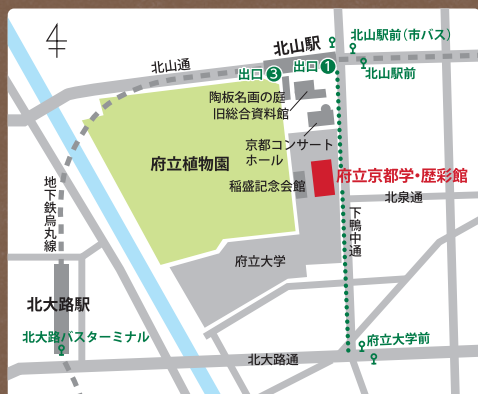 北山駅
北山駅前(市バス)
北山通
出口3
出口1
北山駅前
陶板名画の庭
旧総合資料館
京都コンサート
ホール
府立植物園
府立京都学・歴彩館
稲盛記念会館
北泉通
地下鉄烏丸線
下鴨中通
府立大学
北大路駅
北大路バスターミナル
府立大学前
北大路通